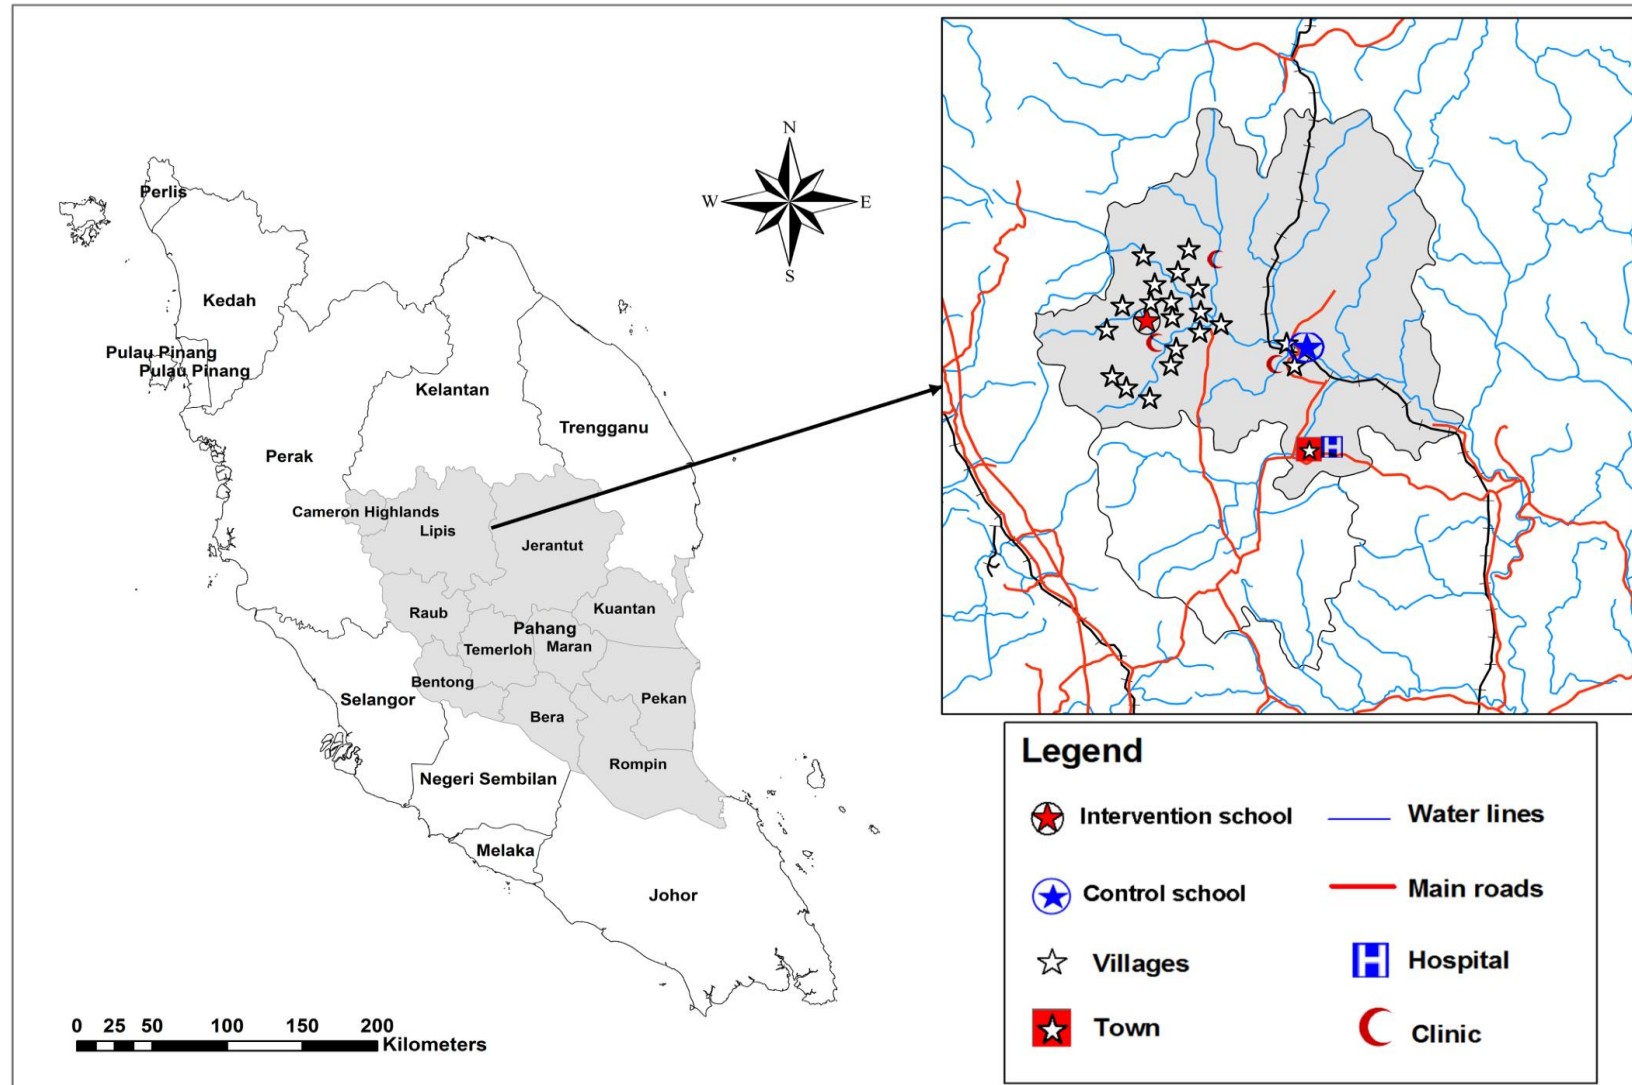 N
W E
S
Perlis
Kedah
Pulau Pinang
Pulau Pinang
Kelantan
Trengganu
Perak
Cameron Highlands
Lipis
Jerantut
Raub
Kuantan
Pahang
Temerloh
Maran
Bentong
Selangor
Pekan
Bera
Rompin
Negeri Sembilan
Melaka
Johor
0 25 50 100 150 200
Kilometers
H
Legend
Intervention school
Water lines
Control school
Main roads
Villages
H Hospital
Town
Clinic